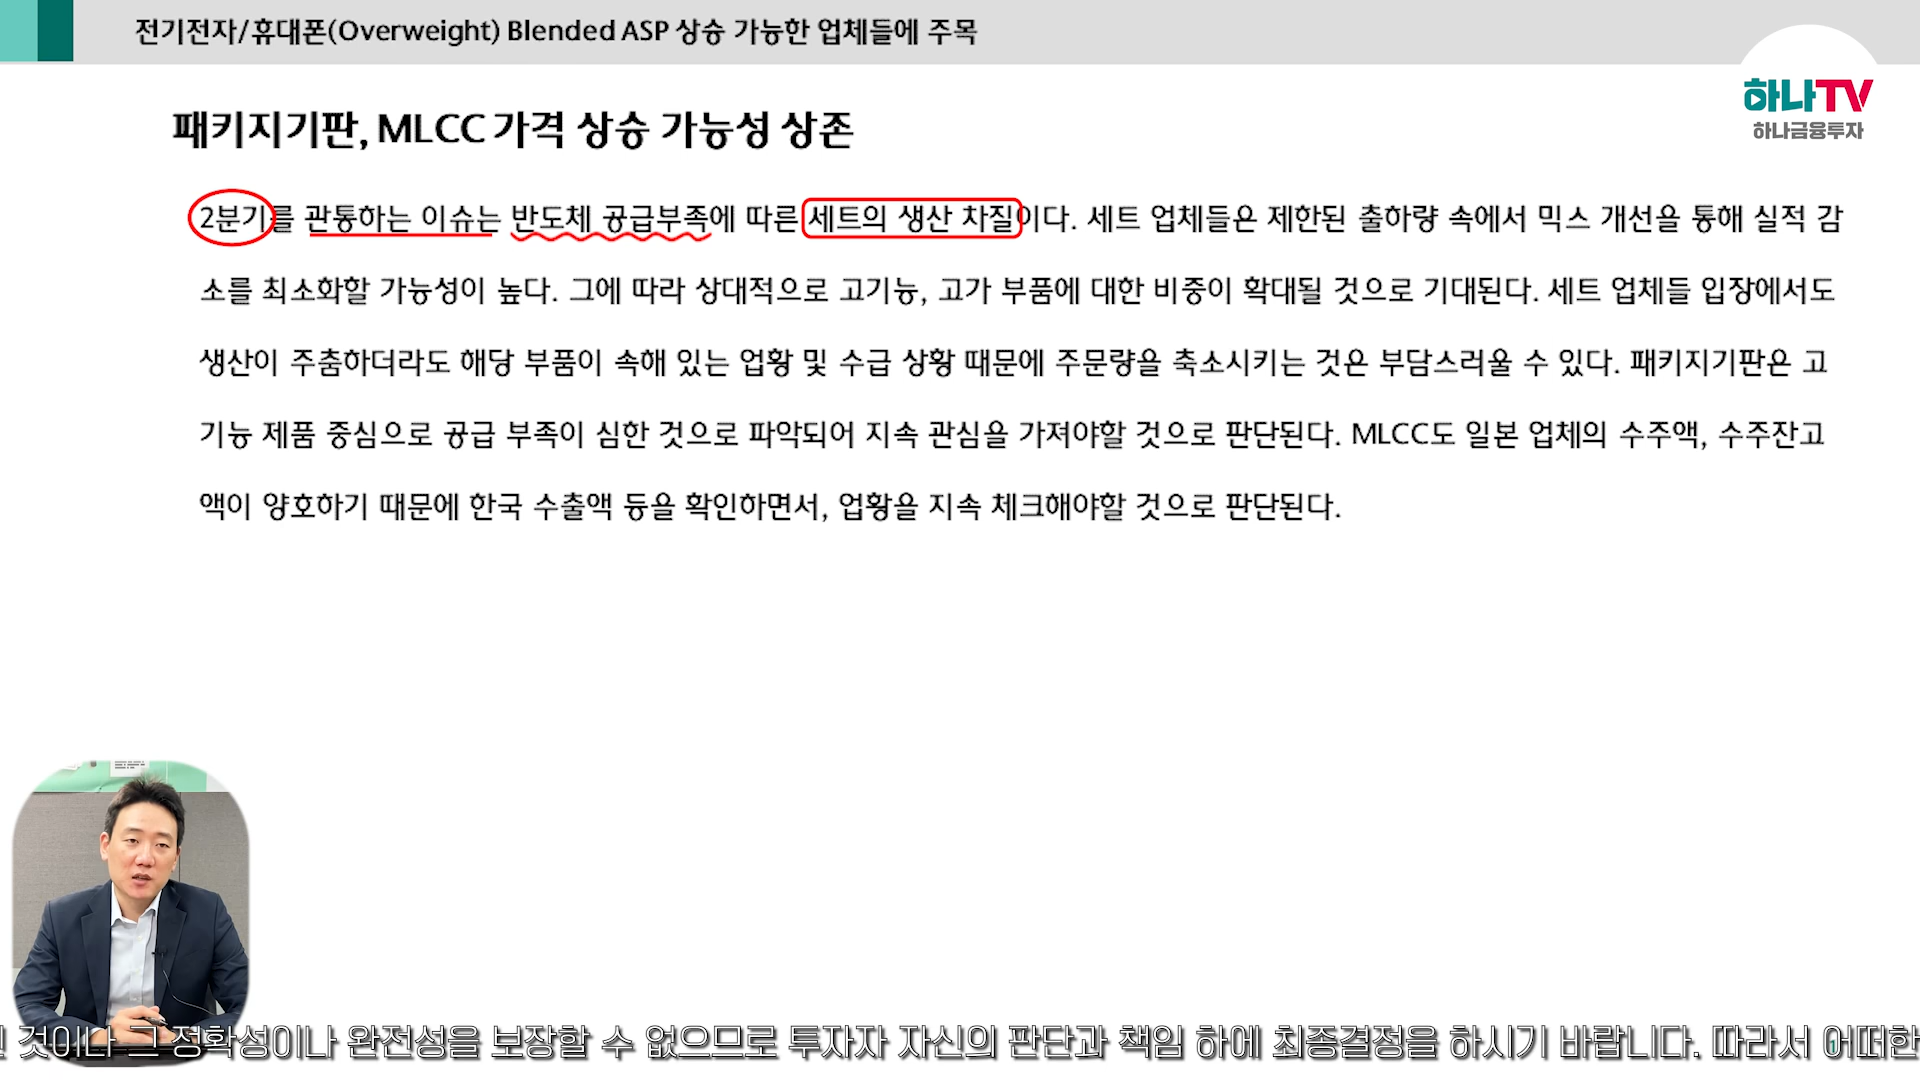 전기전자/휴대폰(Overweight) Blended ASP 상승 가능한 업체들에 주목
하나TV
하나금융투자
패키지기판, MLCC 가격 상승 가능성 상존
2분기를 관통하는 이슈는 반도체 공급부족에 따른 세트의 생산 차질이다. 세트 업체들은 제한된 출하량 속에서 믹스 개선을 통해 실적 감
소를 최소화할 가능성이 높다. 그에 따라 상대적으로 고기능, 고가 부품에 대한 비중이 확대될 것으로 기대된다. 세트 업체들 입장에서도
생산이 주춤하더라도 해당 부품이 속해 있는 업황 및 수급 상황 때문에 주문량을 축소시키는 것은 부담스러울 수 있다. 패키지기판은 고
기능 제품 중심으로 공급 부족이 심한 것으로 파악되어 지속 관심을 가져야할 것으로 판단된다. MLCC도 일본 업체의 수주액, 수주잔고
액이 양호하기 때문에 한국 수출액 등을 확인하면서, 업황을 지속 체크해야할 것으로 판단된다.
것이나 그 정확성이나 완전성을 보장할 수 없으므로 투자자 자신의 판단과 책임 하에 최종결정을 하시기 바랍니다. 따라서 어떠한